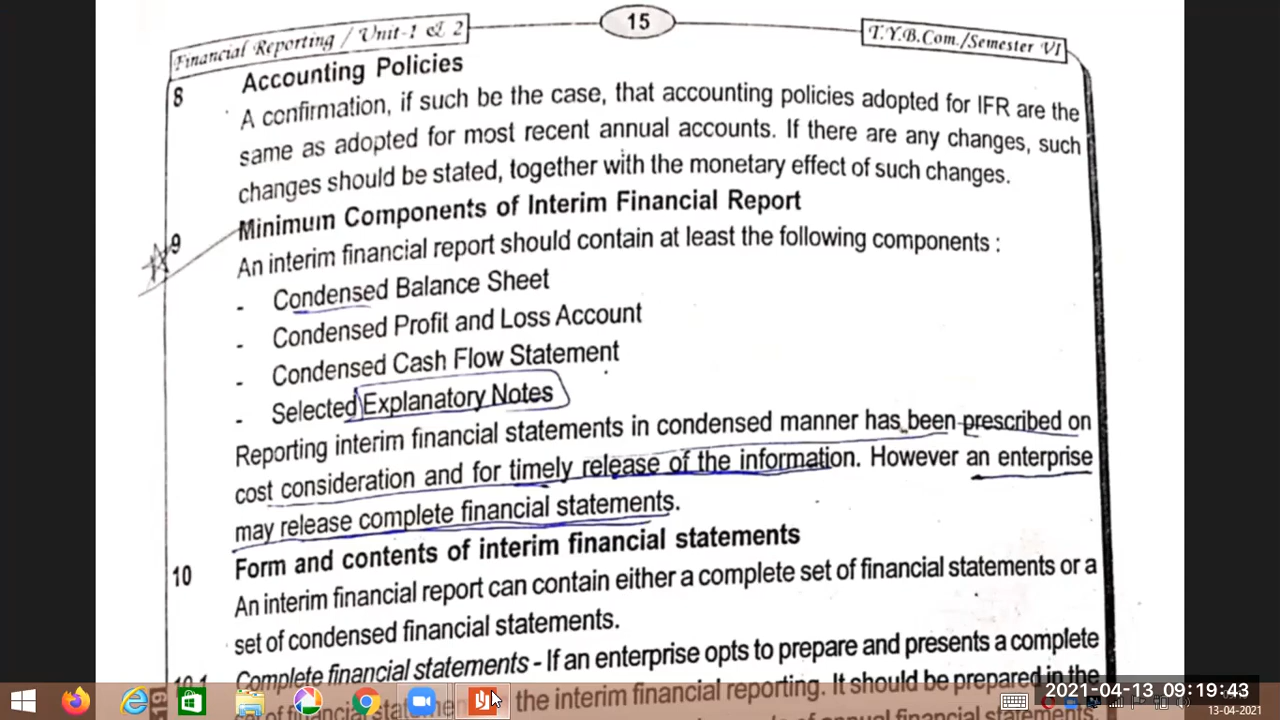 Financial Reporting / Unit-1 & 2
15
T.Y.B.Com./Semester VI
8 Accounting Policies
A confirmation, if such be the case, that accounting policies adopted for IFR are the
same as adopted for most recent annual accounts. If there are any changes, such
changes should be stated, together with the monetary effect of such changes.
9 Minimum Components of Interim Financial Report
An interim financial report should contain at least the following components :
- Condensed Balance Sheet
- Condensed Profit and Loss Account
- Condensed Cash Flow Statement
- Selected Explanatory Notes
Reporting interim financial statements in condensed manner has been prescribed on
cost consideration and for timely release of the information. However an enterprise
may release complete financial statements.
10 Form and contents of interim financial statements
An interim financial report can contain either a complete set of financial statements or a
set of condensed financial statements.
10.1 Complete financial statements - If an enterprise opts to prepare and presents a complete
the interim financial reporting. It should be prepared in the
2021-04-13 09:19:43
13-04-2021